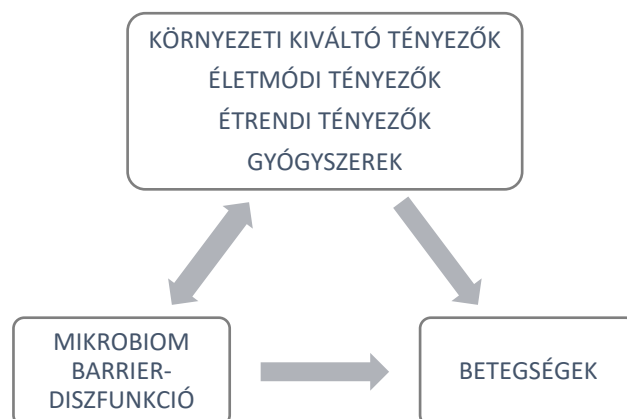 KÖRNYEZETI KIVÁLTÓ TÉNYEZŐK
ÉLETMÓDI TÉNYEZŐK
ÉTRENDI TÉNYEZŐK
GYÓGYSZEREK
MIKROBIOM
BARRIER-
DISZFUNKCIÓ
BETEGSÉGEK